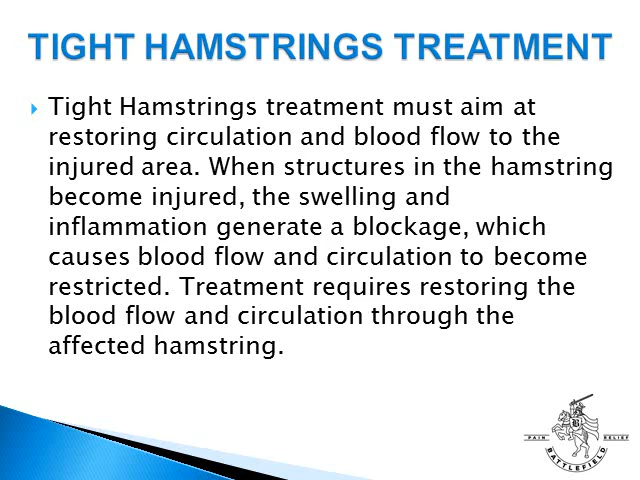 TIGHT HAMSTRINGS TREATMENT
Tight Hamstrings treatment must aim at
restoring circulation and blood flow to the
injured area. When structures in the hamstring
become injured, the swelling and
inflammation generate a blockage, which
causes blood flow and circulation to become
restricted. Treatment requires restoring the
blood flow and circulation through the
affected hamstring.
B
PAIN RELIEF
BATTLEFIELD